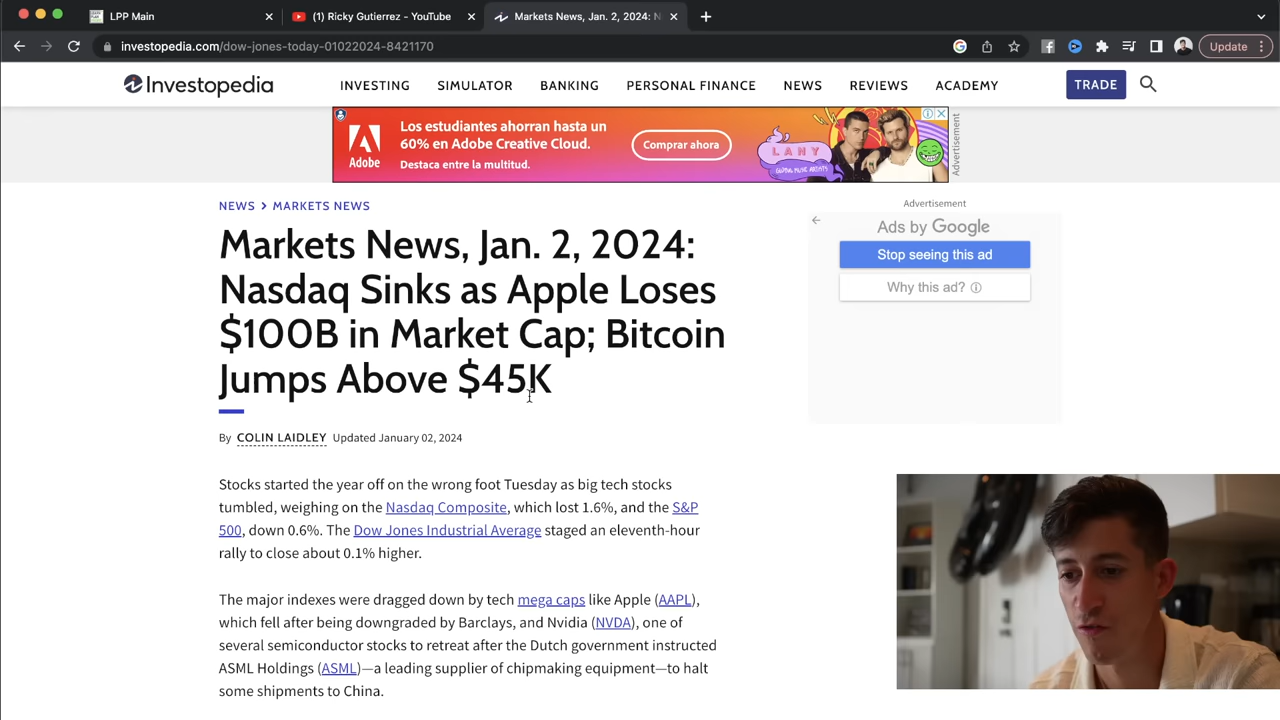 LPP Main
(1) Ricky Gutierrez - YouTube
Markets News, Jan. 2, 2024: N
investopedia.com/dow-jones-today-01022024-8421170
Update
Investopedia
INVESTING SIMULATOR BANKING PERSONAL FINANCE NEWS REVIEWS ACADEMY
TRADE
Adobe
Los estudiantes ahorran hasta un
60% en Adobe Creative Cloud.
Destaca entre la multitud.
Comprar ahora
LANY
Advertisement
NEWS > MARKETS NEWS
Markets News, Jan. 2, 2024:
Nasdaq Sinks as Apple Loses
$100B in Market Cap; Bitcoin
Jumps Above $45K
By COLIN LAIDLEY Updated January 02, 2024
Stocks started the year off on the wrong foot Tuesday as big tech stocks
tumbled, weighing on the Nasdaq Composite, which lost 1.6%, and the S&P
500, down 0.6%. The Dow Jones Industrial Average staged an eleventh-hour
rally to close about 0.1% higher.
The major indexes were dragged down by tech mega caps like Apple (AAPL),
which fell after being downgraded by Barclays, and Nvidia (NVDA), one of
several semiconductor stocks to retreat after the Dutch government instructed
ASML Holdings (ASML)—a leading supplier of chipmaking equipment—to halt
some shipments to China.
Advertisement
Ads by Google
Stop seeing this ad
Why this ad?